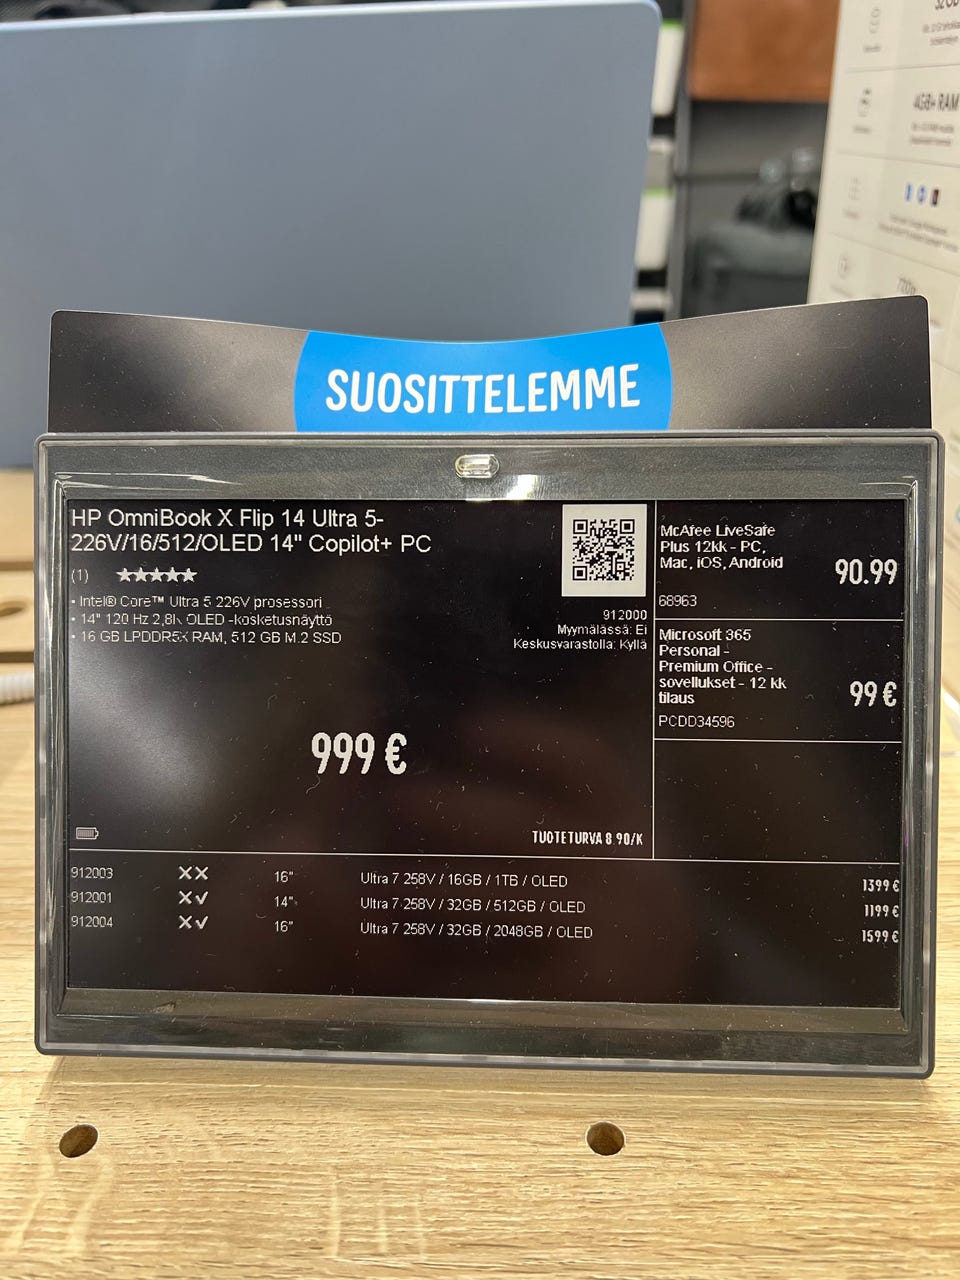 SUOSITTELEMME
HP OmniBook X Flip 14 Ultra 5-
226V/16/512/OLED 14" Copilot+ PC
(1) ★★★★★
• Intel® Core™ Ultra 5 226V prosessori
• 14" 120 Hz 2,8K OLED -kosketusnäyttö
• 16 GB LPDDR5X RAM, 512 GB M.2 SSD
912000
Myymälässä: Ei
Keskusvarastolla: Kyllä
999 €
TUOTETURVA 8.90/K
McAfee LiveSafe
Plus 12kk - PC,
Mac, iOS, Android
90.99
68963
Microsoft 365
Personal -
Premium Office -
sovellukset - 12 kk
tilaus
99 €
PCDD34596
912003 ✕✕ 16" Ultra 7 258V / 16GB / 1TB / OLED 1399 €
912001 ✕✓ 14" Ultra 7 258V / 32GB / 512GB / OLED 1199 €
912004 ✕✓ 16" Ultra 7 258V / 32GB / 2048GB / OLED 1599 €
4GB+ RAM